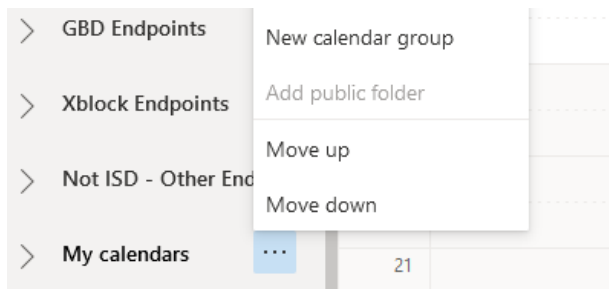 GBD Endpoints
New calendar group
Xblock Endpoints
Add public folder
Not ISD - Other End
Move up
Move down
My calendars
...
21